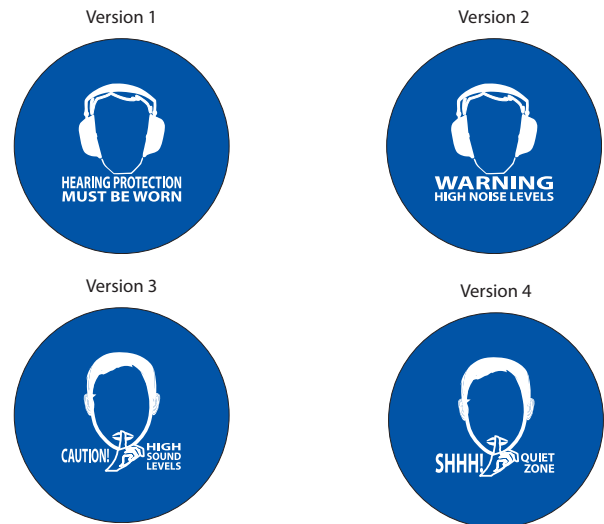 Version 1
HEARING PROTECTION
MUST BE WORN
Version 2
WARNING
HIGH NOISE LEVELS
Version 3
CAUTION!
HIGH
SOUND
LEVELS
Version 4
SHHH!
QUIET
ZONE